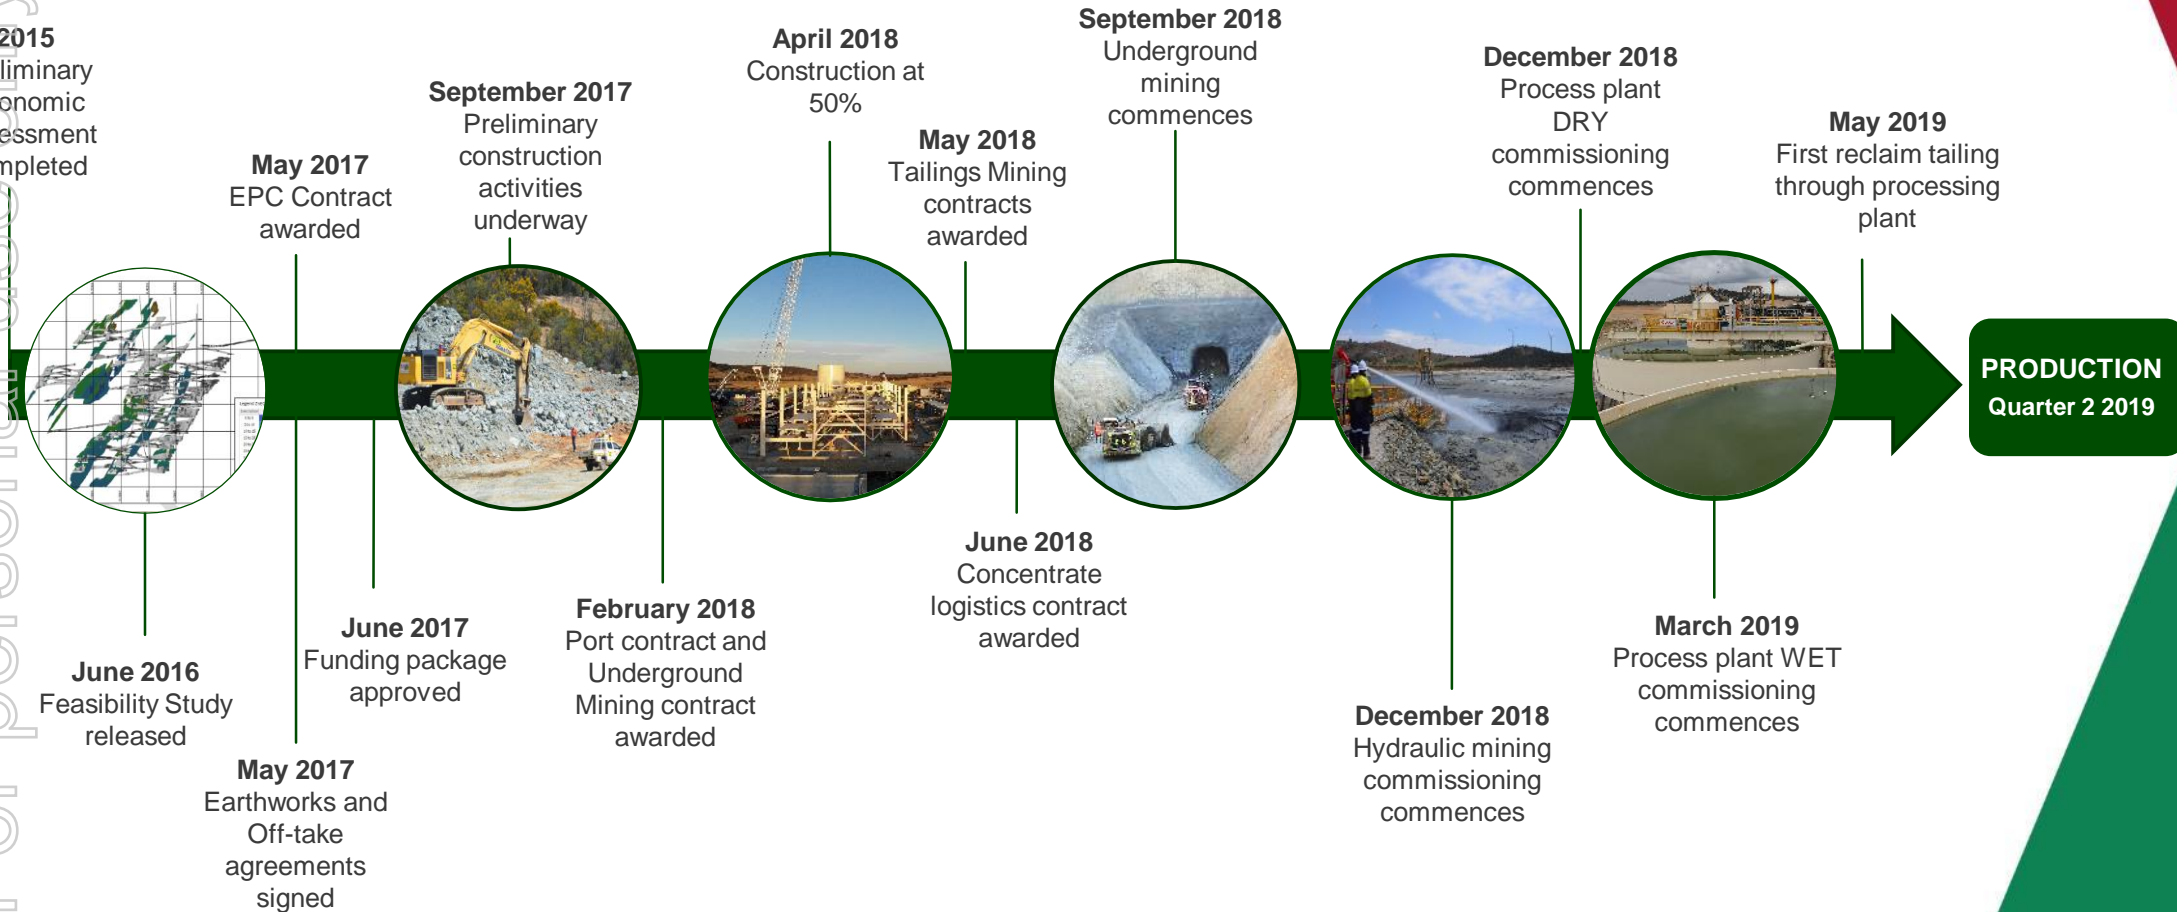 2015
completed
June 2016
Feasibility Study
released
May 2017
EPC Contract
awarded
May 2017
Earthworks and
Off-take
agreements
signed
June 2017
Funding package
approved
September 2017
Preliminary
construction
activities
underway
February 2018
Port contract and
Underground
Mining contract
awarded
April 2018
Construction at
50%
May 2018
Tailings Mining
contracts
awarded
June 2018
Concentrate
logistics contract
awarded
September 2018
Underground
mining
commences
December 2018
Hydraulic mining
commissioning
commences
December 2018
Process plant
DRY
commissioning
commences
March 2019
Process plant WET
commissioning
commences
May 2019
First reclaim tailing
through processing
plant
PRODUCTION
Quarter 2 2019